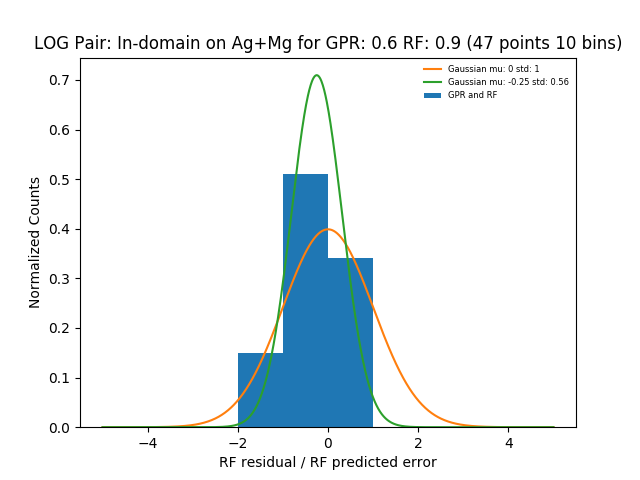 LOG Pair: In-domain on Ag+Mg for GPR: 0.6 RF: 0.9 (47 points 10 bins)
Gaussian mu: 0 std: 1
Gaussian mu: -0.25 std: 0.56
GPR and RF
Normalized Counts
0.7
0.6
0.5
0.4
0.3
0.2
0.1
0.0
−4 −2 0 2 4
RF residual / RF predicted error